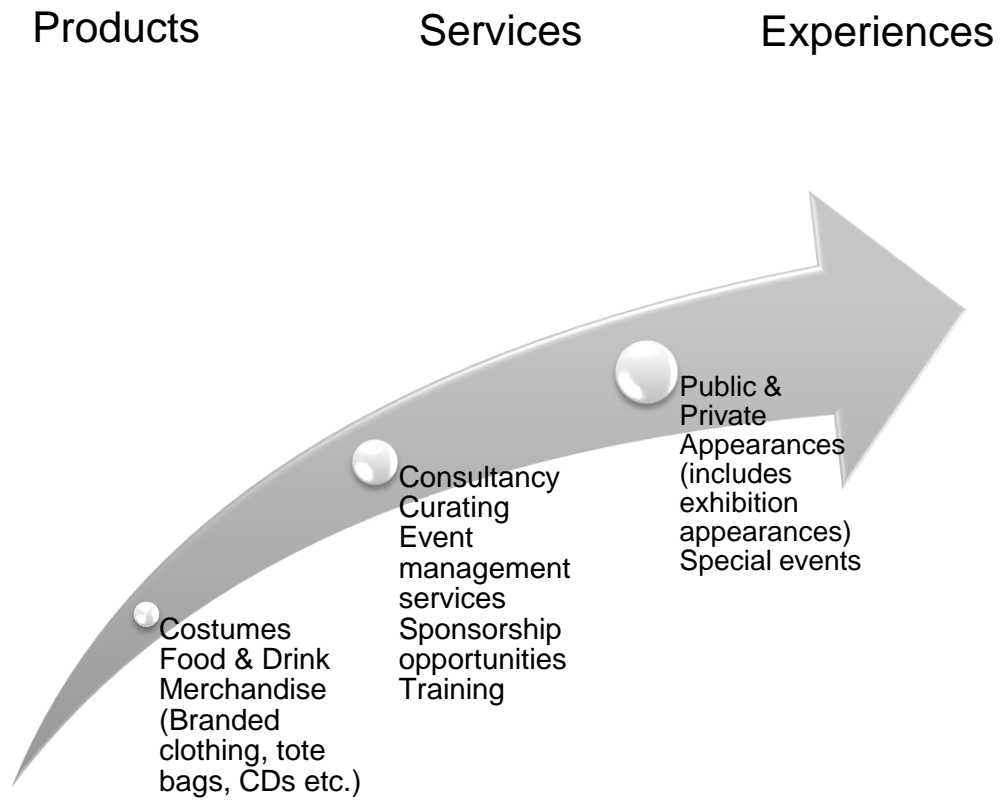 Products
Services
Experiences
Public &
Private
Appearances
(includes
exhibition
appearances)
Special events
Consultancy
Curating
Event
management
services
Sponsorship
opportunities
Training
Costumes
Food & Drink
Merchandise
(Branded
clothing, tote
bags, CDs etc.)